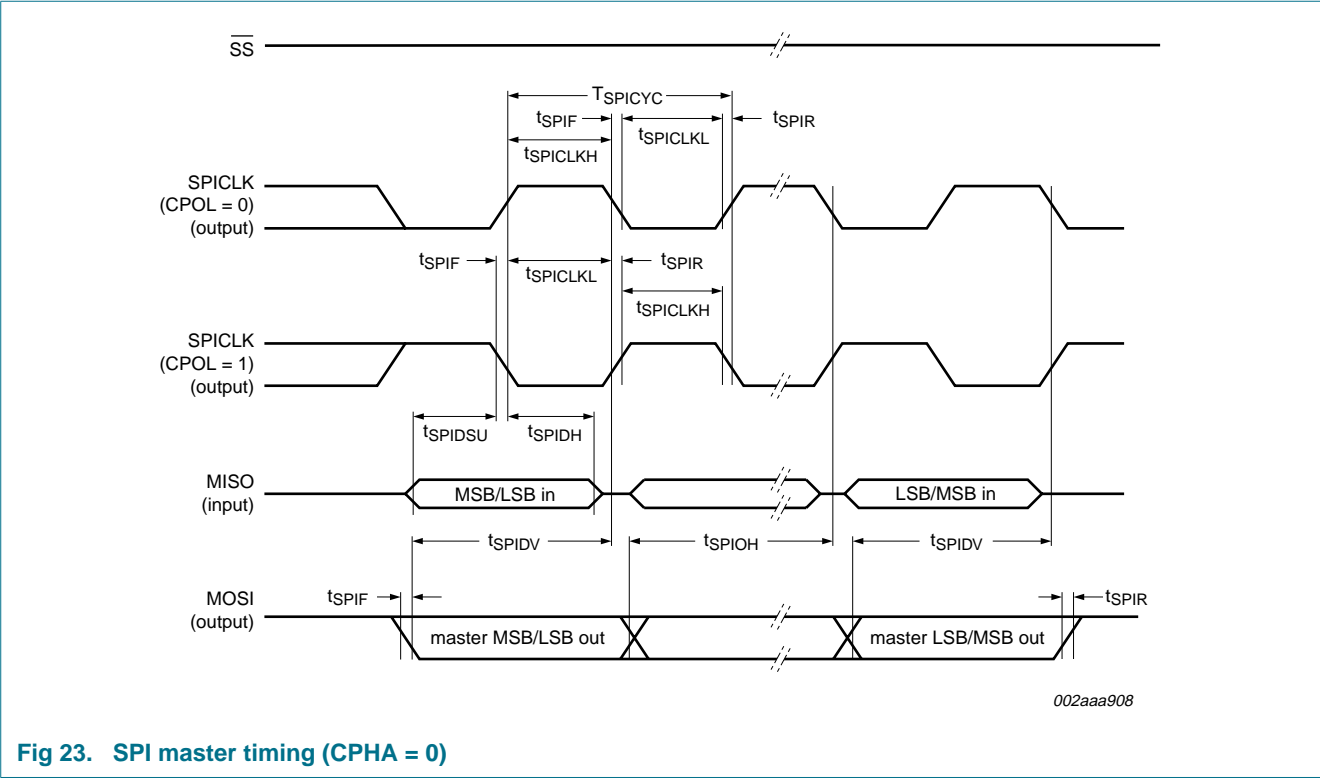 SS
TSPICYC
tSPIF
tSPICLKL
tSPIR
tSPICLKH
SPICLK
(CPOL = 0)
(output)
tSPIF
tSPICLKL
tSPIR
tSPICLKH
SPICLK
(CPOL = 1)
(output)
tSPIDSU
tSPIDH
MISO
(input)
MSB/LSB in
LSB/MSB in
tSPIDV
tSPIOH
tSPIDV
tSPIF
tSPIR
MOSI
(output)
master MSB/LSB out
master LSB/MSB out
002aaa908
Fig 23. SPI master timing (CPHA = 0)